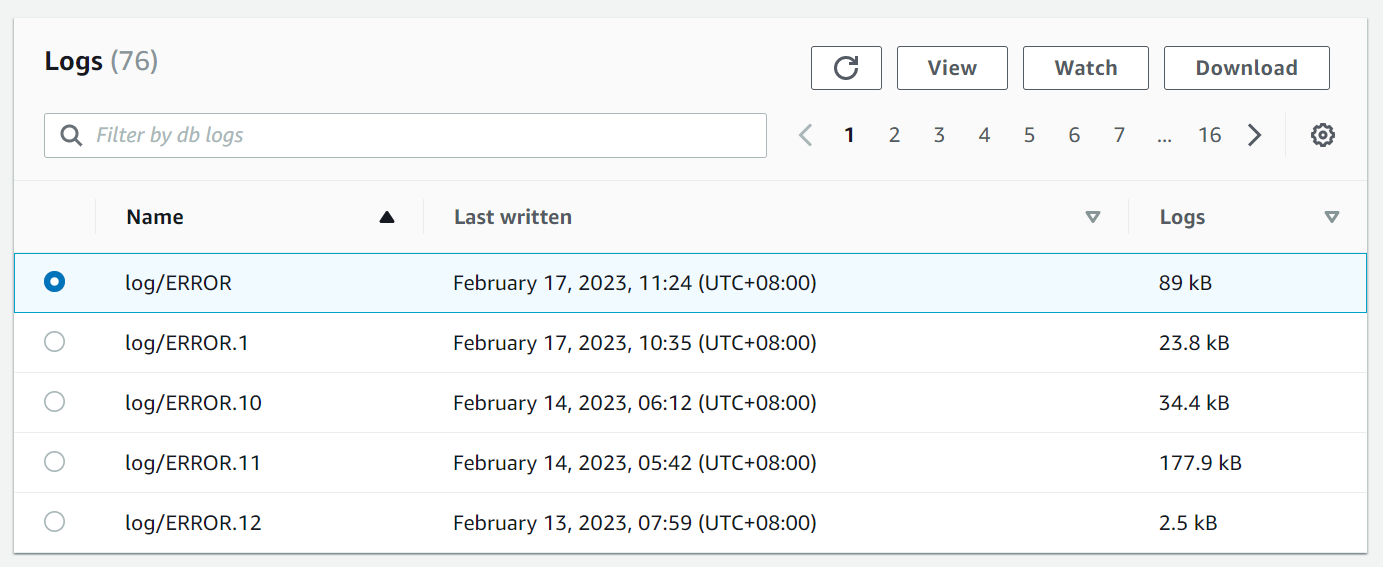 Logs (76)
View Watch Download
Filter by db logs
1 2 3 4 5 6 7 ... 16
Name Last written Logs
log/ERROR February 17, 2023, 11:24 (UTC+08:00) 89 kB
log/ERROR.1 February 17, 2023, 10:35 (UTC+08:00) 23.8 kB
log/ERROR.10 February 14, 2023, 06:12 (UTC+08:00) 34.4 kB
log/ERROR.11 February 14, 2023, 05:42 (UTC+08:00) 177.9 kB
log/ERROR.12 February 13, 2023, 07:59 (UTC+08:00) 2.5 kB